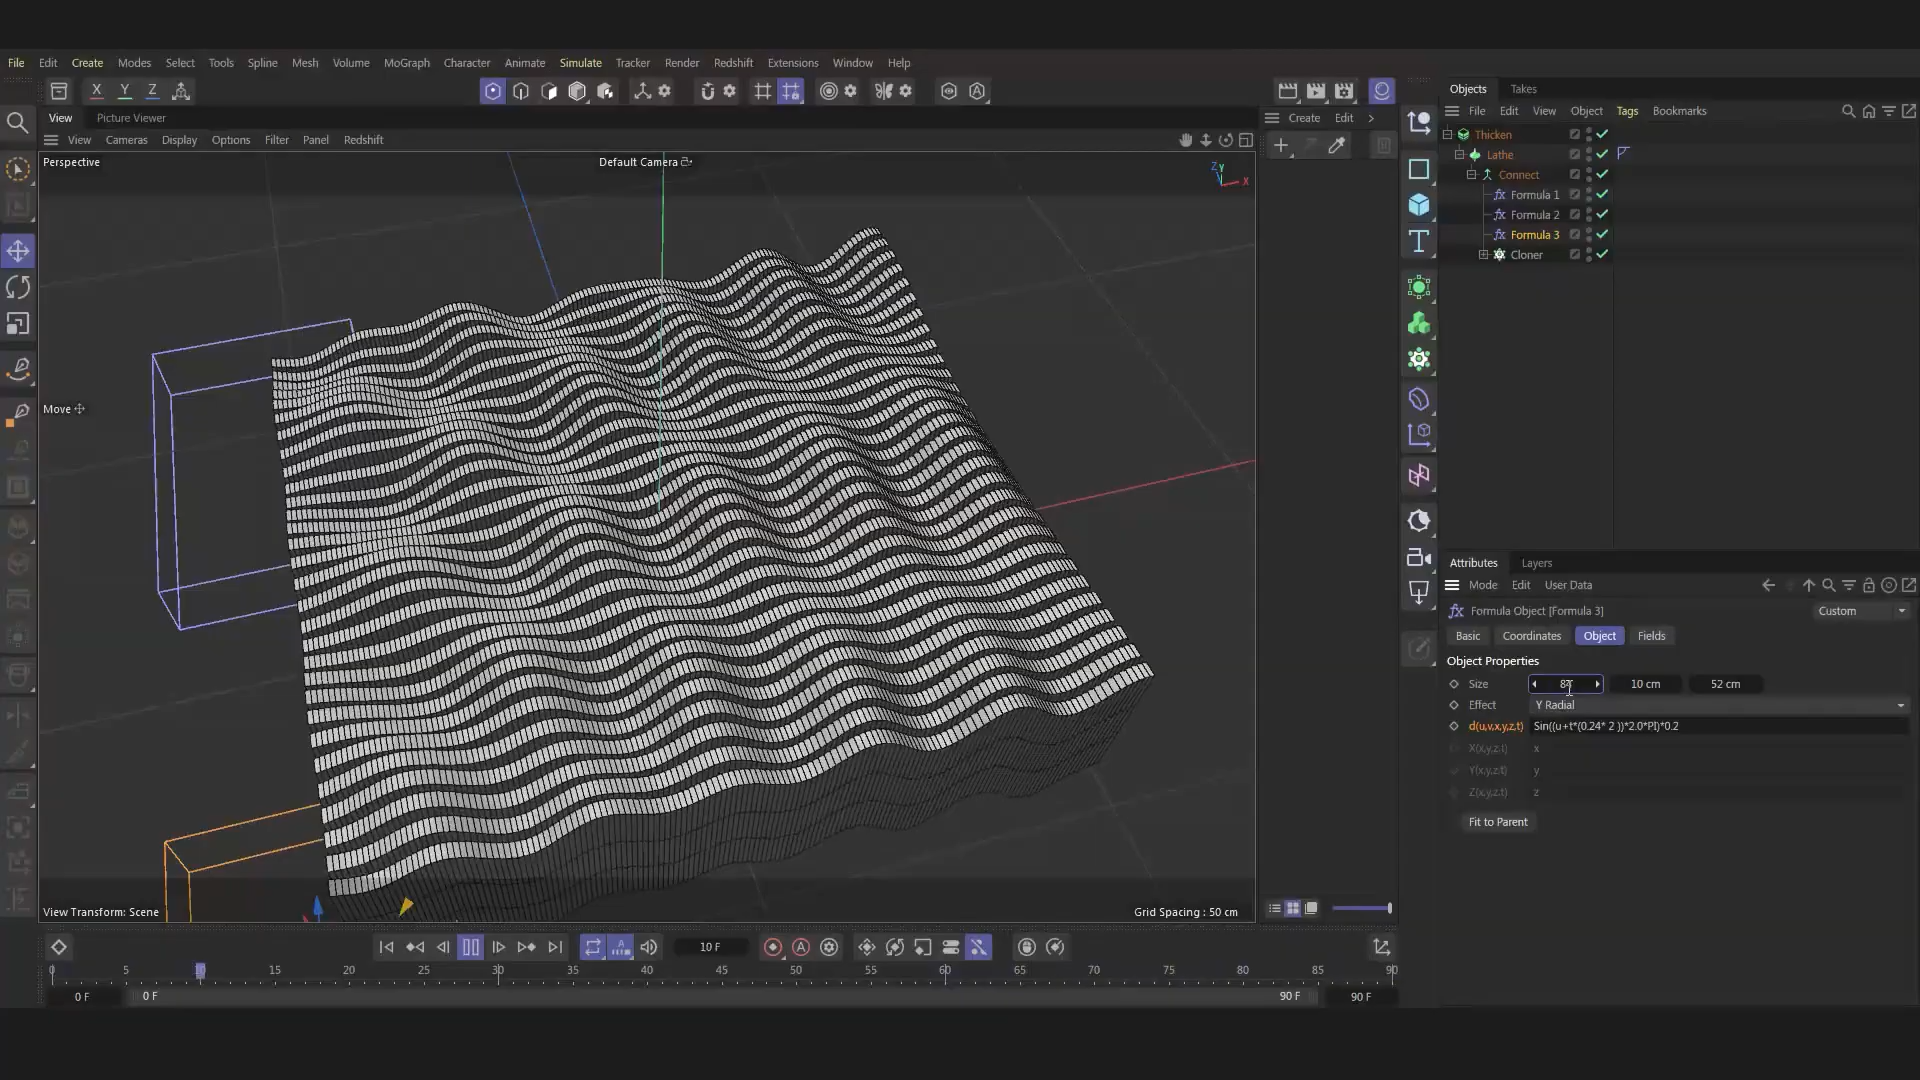 File Edit Create Modes Select Tools Spline Mesh Volume MoGraph Character Animate Simulate Tracker Render Redshift Extensions Window Help
X Y Z
View Picture Viewer
View Cameras Display Options Filter Panel Redshift
Perspective
Default Camera
Z Y X
Move
View Transform: Scene
Grid Spacing : 50 cm
Create Edit
Objects Takes
File Edit View Object Tags Bookmarks
Thicken
Lathe
Connect
Formula 1
Formula 2
Formula 3
Cloner
Attributes Layers
Mode Edit User Data
Formula Object [Formula 3]
Custom
Basic Coordinates Object Fields
Object Properties
Size 10 cm 52 cm
Effect Y Radial
d(u,v,x,y,z,t) Sin((u+t*(0.24* 2 ))*2.0*PI)*0.2
X(x,y,z,t) x
Y(x,y,z,t) y
Z(x,y,z,t) z
Fit to Parent
10 F
0 5 10 15 20 25 30 35 40 45 50 55 60 65 70 75 80 85 90
0 F 0 F 90 F 90 F